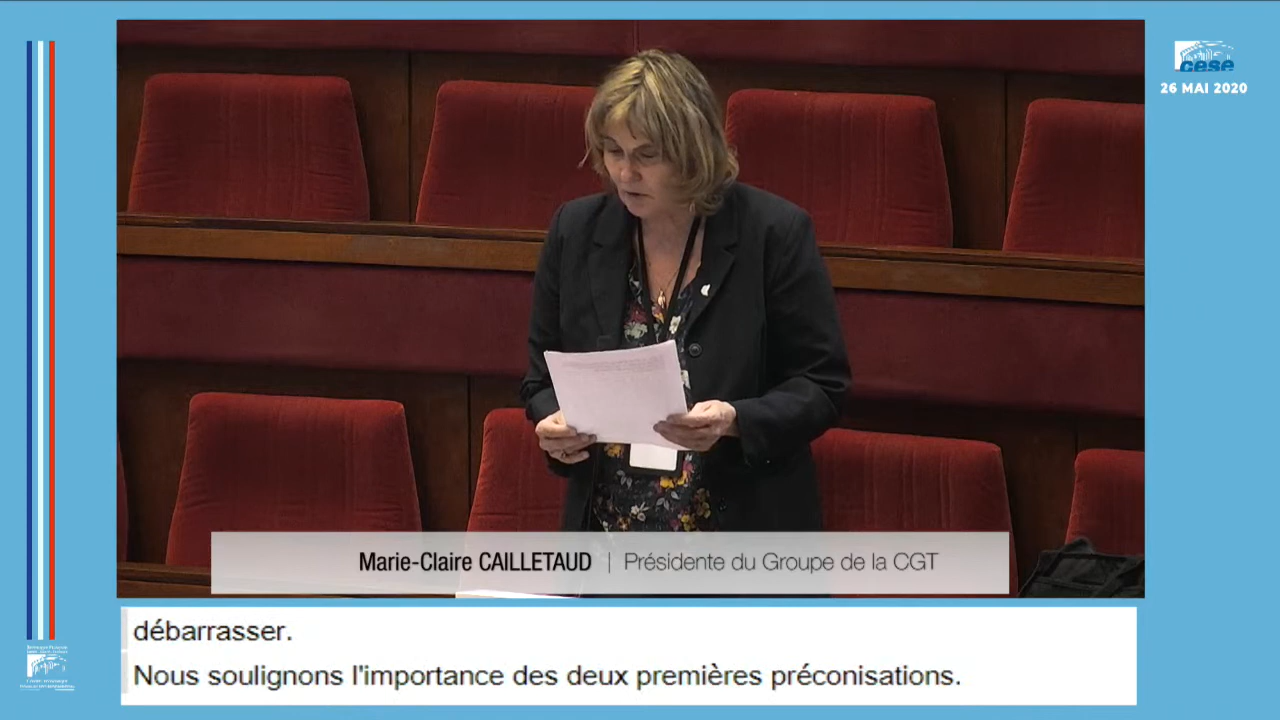 cese
26 MAI 2020
Marie-Claire CAILLETAUD | Présidente du Groupe de la CGT
débarrasser.
Nous soulignons l'importance des deux premières préconisations.